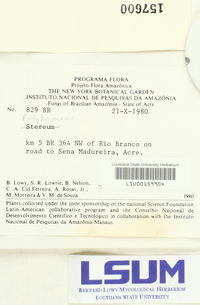 157600
PROGRAMA FLORA
Projeto Flora Amazônica
THE NEW YORK BOTANICAL GARDEN
INSTITUTO NACIONAL DE PESQUISAS DA AMAZÔNIA
Fungi of Brazilian Amazônia - State of Acre
No. 829 BR 21-X-1980
Stereum
km 5 BR 364 NW of Rio Branco on
road to Sena Madureira, Acre.
Louisiana State University Herbarium
LSU00159904
B. Lowy, S. R. Lowrie, B. Nelson,
C. A. Cid Ferreira, A. Rosas, Jr.,
M. Morreira & V. M. de Souza
1980
Plants collected under the joint sponsorship of the national Science Foundation
Latin-American collaborative program and the Conselho Nacional de
Desenvolvimento Científico e Tecnológico in collaboration with the Instituto
Nacional de Pesquisas da Amazônia-Manaus.
LSUM
BERNARD LOWY MYCOLOGICAL HERBARIUM
LOUISIANA STATE UNIVERSITY